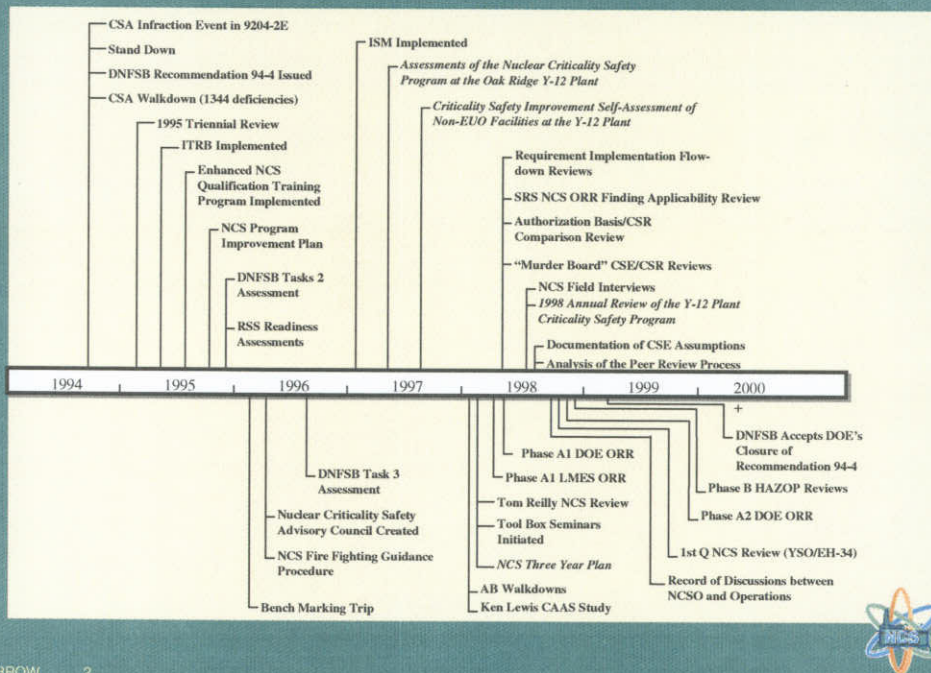 CSA Infraction Event in 9204-2E
Stand Down
DNFSB Recommendation 94-4 Issued
CSA Walkdown (1344 deficiencies)
1995 Triennial Review
ITRB Implemented
Enhanced NCS
Qualification Training
Program Implemented
NCS Program
Improvement Plan
DNFSB Tasks 2
Assessment
RSS Readiness
Assessments
ISM Implemented
Assessments of the Nuclear Criticality Safety
Program at the Oak Ridge Y-12 Plant
Criticality Safety Improvement Self-Assessment of
Non-EUO Facilities at the Y-12 Plant
Requirement Implementation Flow-
down Reviews
SRS NCS ORR Finding Applicability Review
Authorization Basis/CSR
Comparison Review
“Murder Board” CSE/CSR Reviews
NCS Field Interviews
1998 Annual Review of the Y-12 Plant
Criticality Safety Program
Documentation of CSE Assumptions
Analysis of the Peer Review Process
1994 1995 1996 1997 1998 1999 2000
+
DNFSB Task 3
Assessment
Nuclear Criticality Safety
Advisory Council Created
NCS Fire Fighting Guidance
Procedure
Bench Marking Trip
Phase A1 DOE ORR
Phase A1 LMES ORR
Tom Reilly NCS Review
Tool Box Seminars
Initiated
NCS Three Year Plan
AB Walkdowns
Ken Lewis CAAS Study
DNFSB Accepts DOE’s
Closure of
Recommendation 94-4
Phase B HAZOP Reviews
Phase A2 DOE ORR
1st Q NCS Review (YSO/EH-34)
Record of Discussions between
NCSO and Operations
NCS
2